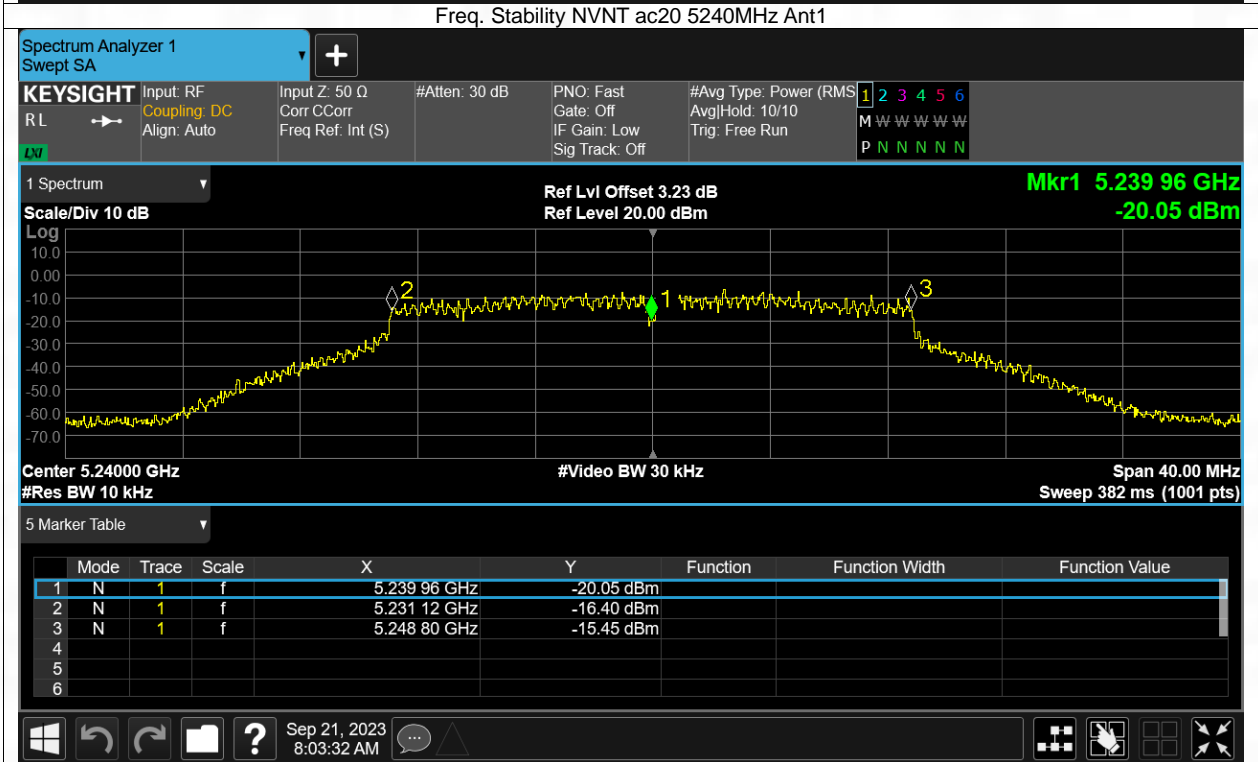 Freq. Stability NVNT ac20 5240MHz Ant1
Spectrum Analyzer 1
Swept SA
+
KEYSIGHT Input: RF Input Z: 50 Ω #Atten: 30 dB PNO: Fast #Avg Type: Power (RMS 1 2 3 4 5 6
R L Coupling: DC Corr CCorr Gate: Off Avg|Hold: 10/10 M W W W W W
Align: Auto Freq Ref: Int (S) IF Gain: Low Trig: Free Run
LXI Sig Track: Off P N N N N N
1 Spectrum
Ref Lvl Offset 3.23 dB Mkr1 5.239 96 GHz
Scale/Div 10 dB Ref Level 20.00 dBm -20.05 dBm
Log
10.0
0.00
-10.0
-20.0
-30.0
-40.0
-50.0
-60.0
-70.0
2 1 3
Center 5.24000 GHz #Video BW 30 kHz Span 40.00 MHz
#Res BW 10 kHz Sweep 382 ms (1001 pts)
5 Marker Table
Mode Trace Scale X Y Function Function Width Function Value
1 N 1 f 5.239 96 GHz -20.05 dBm
2 N 1 f 5.231 12 GHz -16.40 dBm
3 N 1 f 5.248 80 GHz -15.45 dBm
4
5
6
? Sep 21, 2023
8:03:32 AM